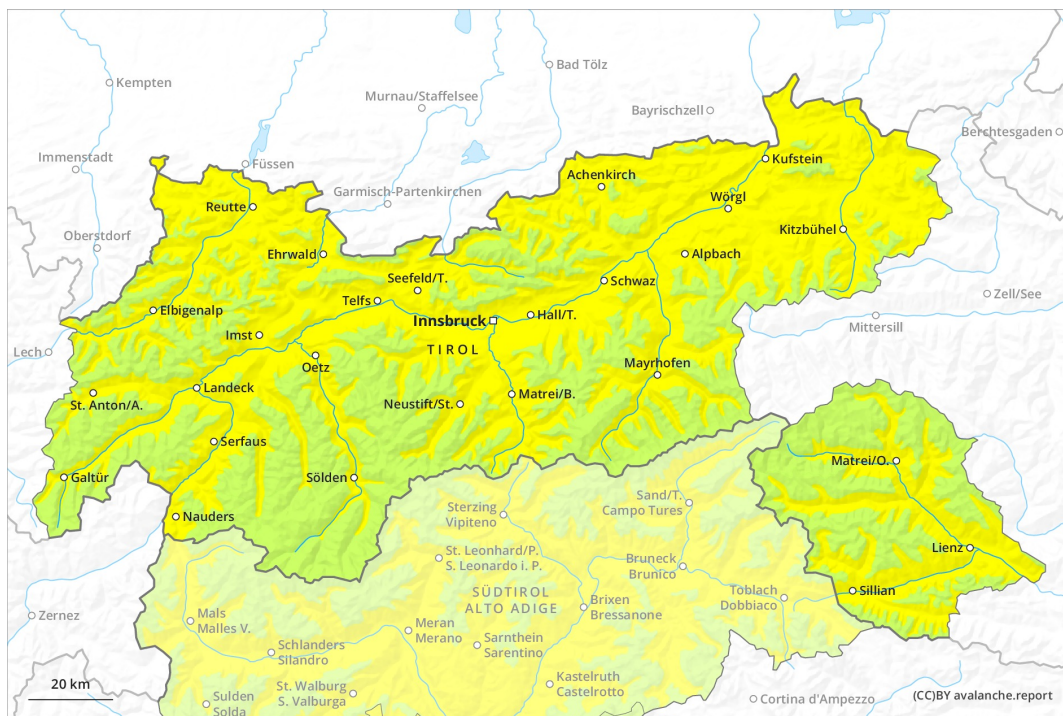 Kempten
Bad Tölz
Murnau/Staffelsee
Bayrischzell
Berchtesgaden
Immenstadt
Füssen
Kufstein
Achenkirch
Garmisch-Partenkirchen
Wörgl
Reutte
Kitzbühel
Oberstdorf
Ehrwald
Alpbach
Seefeld/T.
Schwaz
Telfs
Zell/See
Elbigenalp
Innsbruck
Hall/T.
Mittersill
Imst
TIROL
Lech
Oetz
Mayrhofen
Landeck
St. Anton/A.
Neustift/St.
Matrei/B.
Serfaus
Matrei/O.
Galtür
Sölden
Sand/T.
Campo Tures
Sterzing
Vipiteno
Nauders
Lienz
St. Leonhard/P.
S. Leonardo i. P.
Bruneck
Brunico
Sillian
SÜDTIROL
ALTO ADIGE
Toblach
Dobbiaco
Brixen
Bressanone
Zernez
Mals
Malles V.
Meran
Merano
Schlanders
Silandro
Sarnthein
Sarentino
20 km
St. Walburg
S. Valburga
Kastelruth
Castelrotto
Sulden
Solda
Cortina d'Ampezzo
(CC)BY avalanche.report